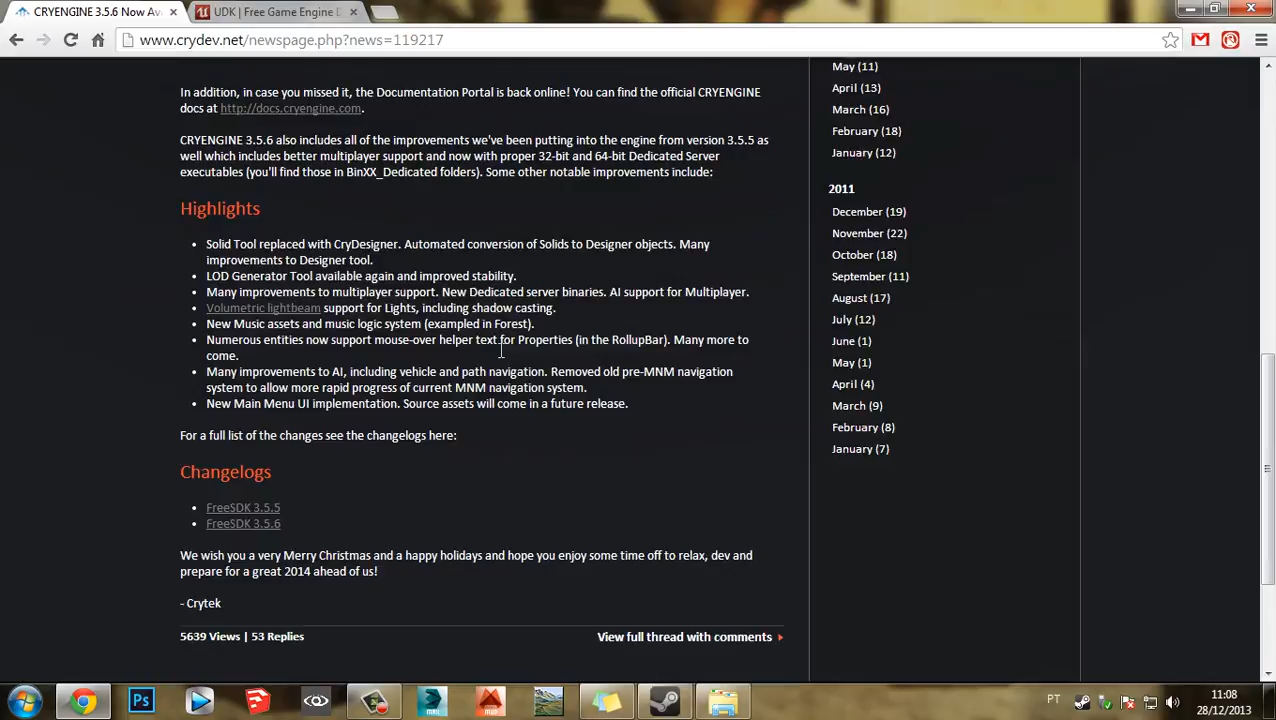 CRYENGINE 3.5.6 Now Av
UDK | Free Game Engine D
www.crydev.net/newspage.php?news=119217
In addition, in case you missed it, the Documentation Portal is back online! You can find the official CRYENGINE
docs at http://docs.cryengine.com.
CRYENGINE 3.5.6 also includes all of the improvements we've been putting into the engine from version 3.5.5 as
well which includes better multiplayer support and now with proper 32-bit and 64-bit Dedicated Server
executables (you'll find those in BinXX_Dedicated folders). Some other notable improvements include:
Highlights
• Solid Tool replaced with CryDesigner. Automated conversion of Solids to Designer objects. Many
improvements to Designer tool.
• LOD Generator Tool available again and improved stability.
• Many improvements to multiplayer support. New Dedicated server binaries. AI support for Multiplayer.
• Volumetric lightbeam support for Lights, including shadow casting.
• New Music assets and music logic system (exampled in Forest).
• Numerous entities now support mouse-over helper text for Properties (in the RollupBar). Many more to
come.
• Many improvements to AI, including vehicle and path navigation. Removed old pre-MNM navigation
system to allow more rapid progress of current MNM navigation system.
• New Main Menu UI implementation. Source assets will come in a future release.
For a full list of the changes see the changelogs here:
Changelogs
• FreeSDK 3.5.5
• FreeSDK 3.5.6
We wish you a very Merry Christmas and a happy holidays and hope you enjoy some time off to relax, dev and
prepare for a great 2014 ahead of us!
- Crytek
5639 Views | 53 Replies
View full thread with comments
May (11)
April (13)
March (16)
February (18)
January (12)
2011
December (19)
November (22)
October (18)
September (11)
August (17)
July (12)
June (1)
May (1)
April (4)
March (9)
February (8)
January (7)
Ps
PT
11:08
28/12/2013